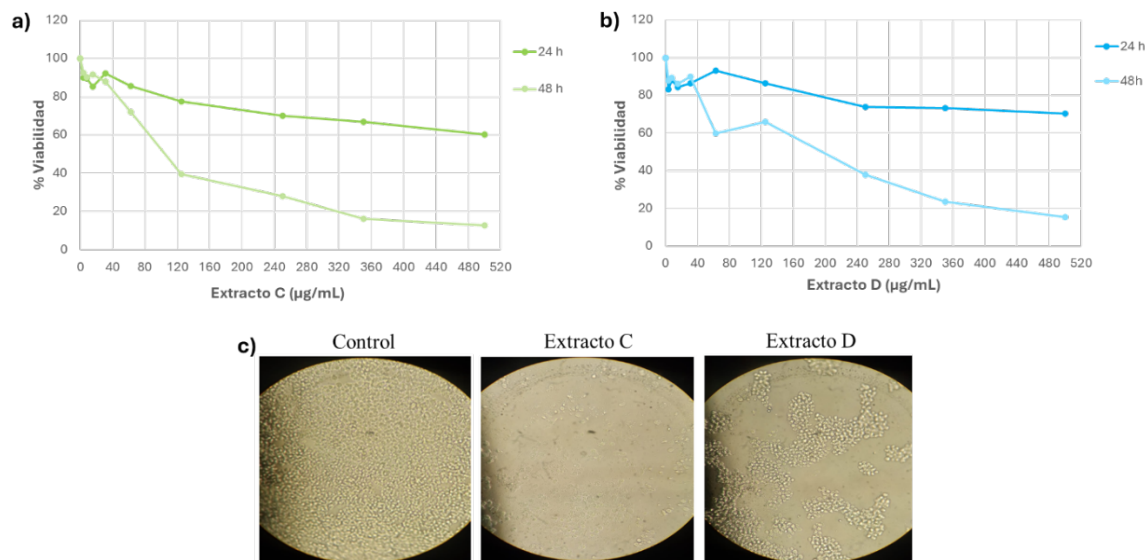 a)
120
100
80
60
40
20
0
% Viabilidad
0 40 80 120 160 200 240 280 320 360 400 440 480 520
Extracto C (µg/mL)
24 h
48 h
b)
120
100
80
60
40
20
0
% Viabilidad
0 40 80 120 160 200 240 280 320 360 400 440 480 520
Extracto D (µg/mL)
24 h
48h
c)
Control
Extracto C
Extracto D